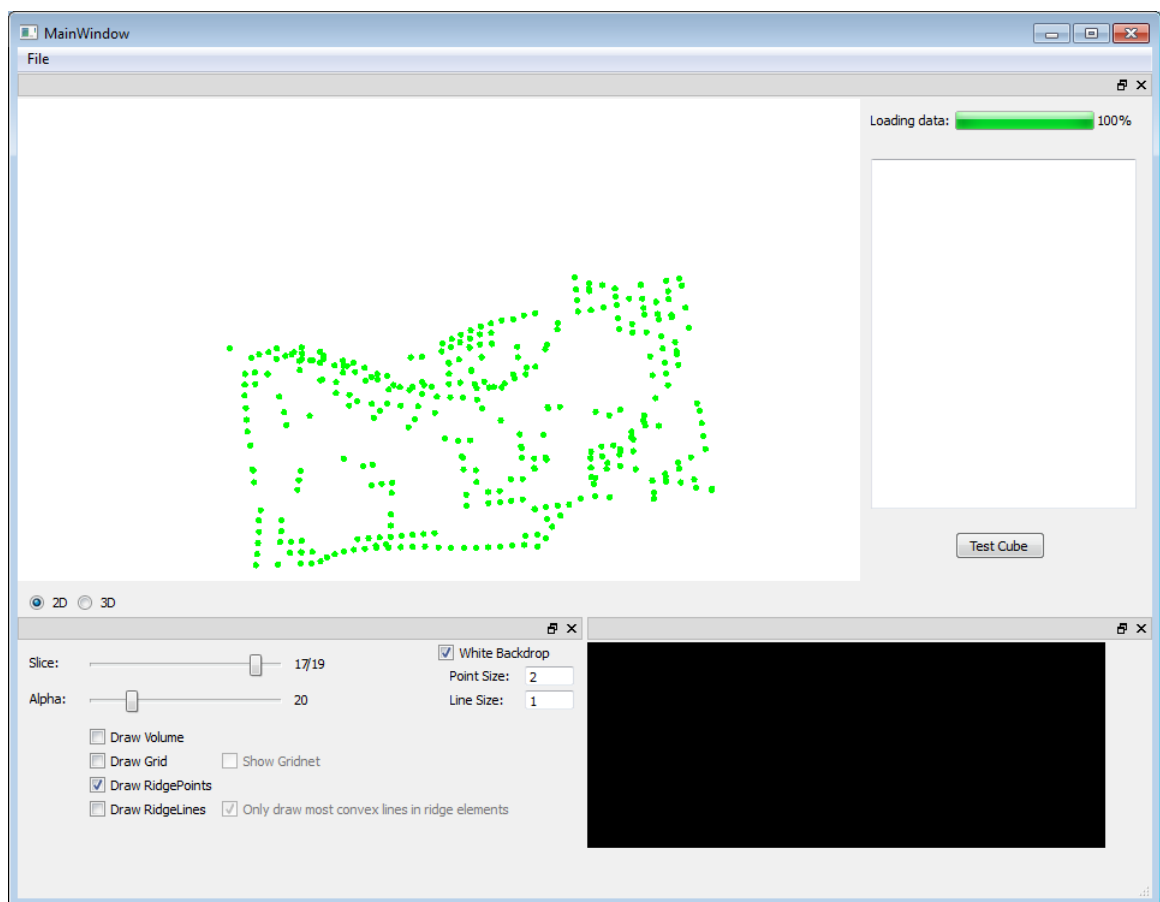 MainWindow
File
Loading data: 100%
Test Cube
2D 3D
Slice: 17/19
White Backdrop
Point Size: 2
Alpha: 20
Line Size: 1
Draw Volume
Draw Grid Show Gridnet
Draw RidgePoints
Draw RidgeLines Only draw most convex lines in ridge elements